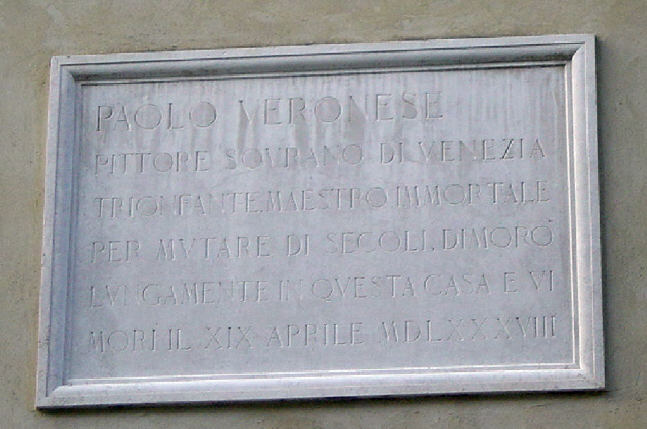 PAOLO VERONESE
PITTORE SOVRANO DI VENEZIA
TRIONFANTE.MAESTRO IMMORTALE
PER MVTARE DI SECOLI.DIMORÒ
LVNGAMENTE IN QVESTA CASA E VI
MORÌ IL XIX APRILE MDLXXXVIII